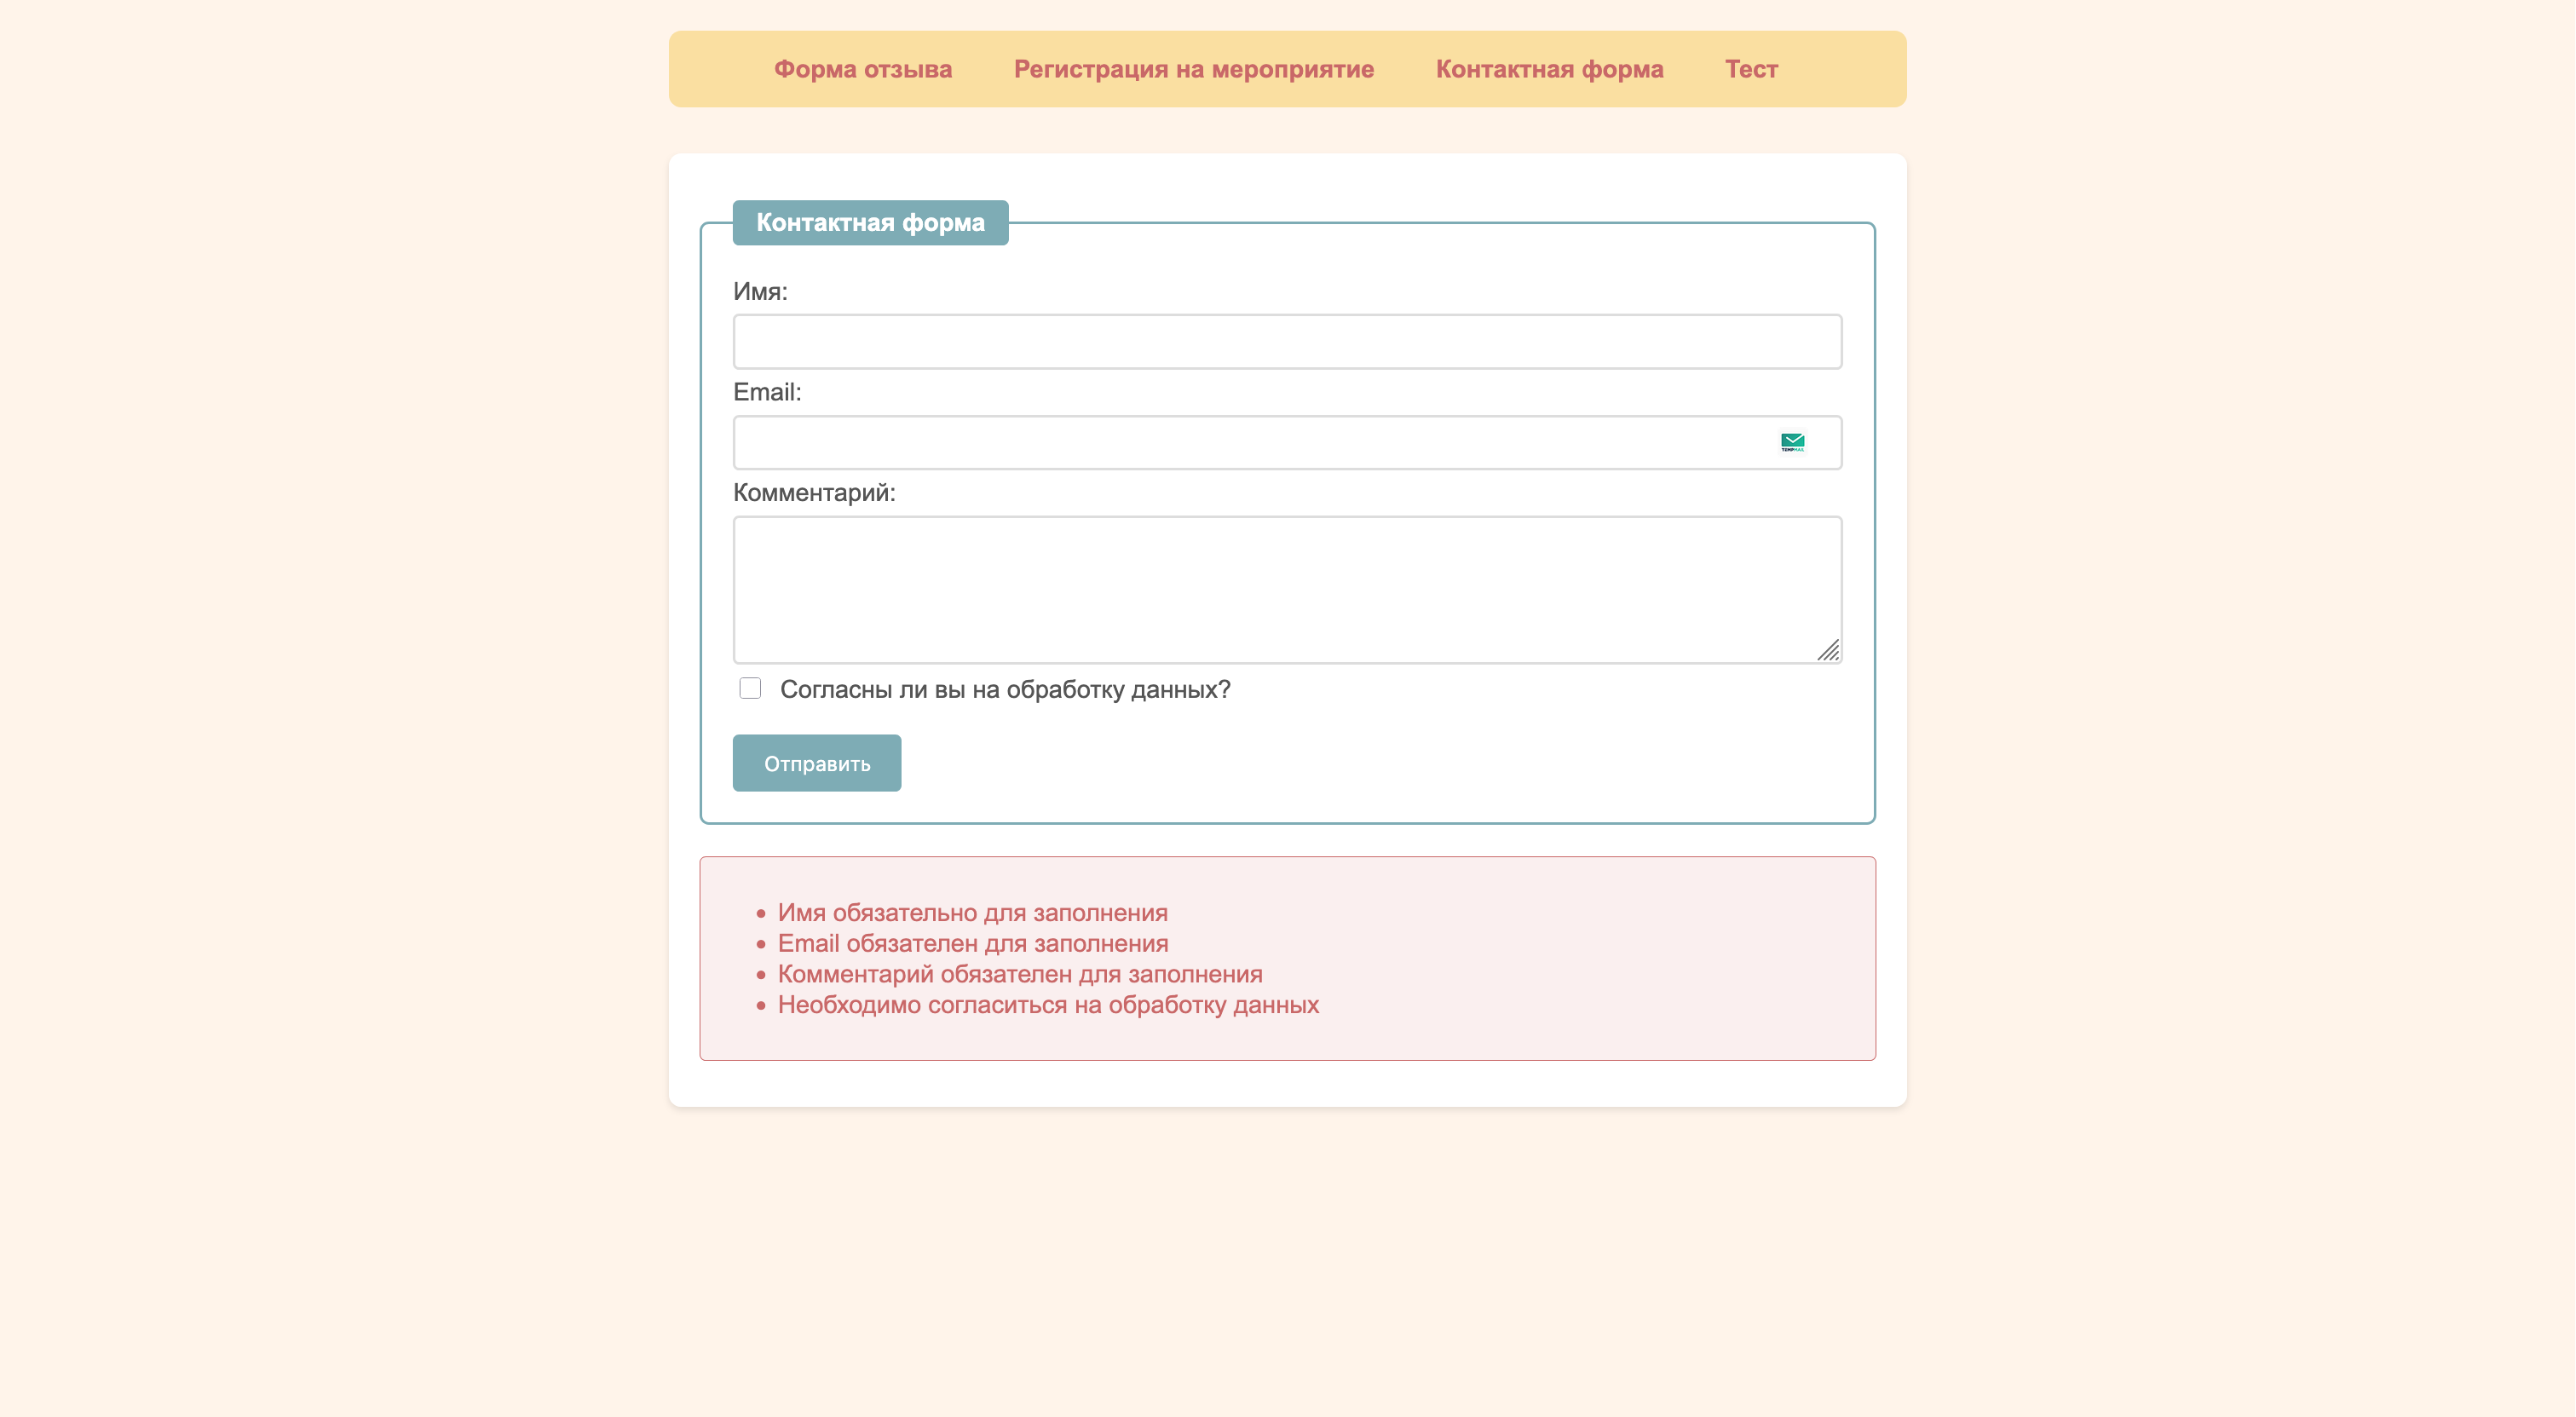 Форма отзыва Регистрация на мероприятие Контактная форма Тест
Контактная форма
Имя:
Email:
TEMPMAIL
Комментарий:
Согласны ли вы на обработку данных?
Отправить
Имя обязательно для заполнения
Email обязателен для заполнения
Комментарий обязателен для заполнения
Необходимо согласиться на обработку данных